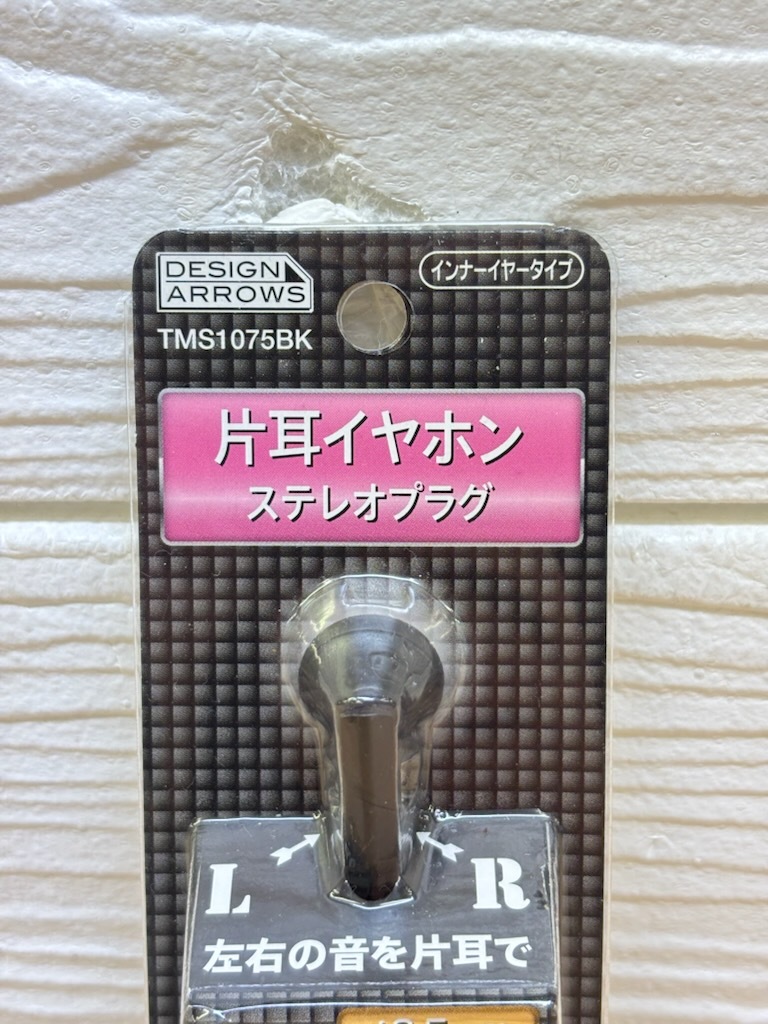 DESIGN
ARROWS
インナーイヤータイプ
TMS1075BK
片耳イヤホン
ステレオプラグ
L
R
左右の音を片耳で